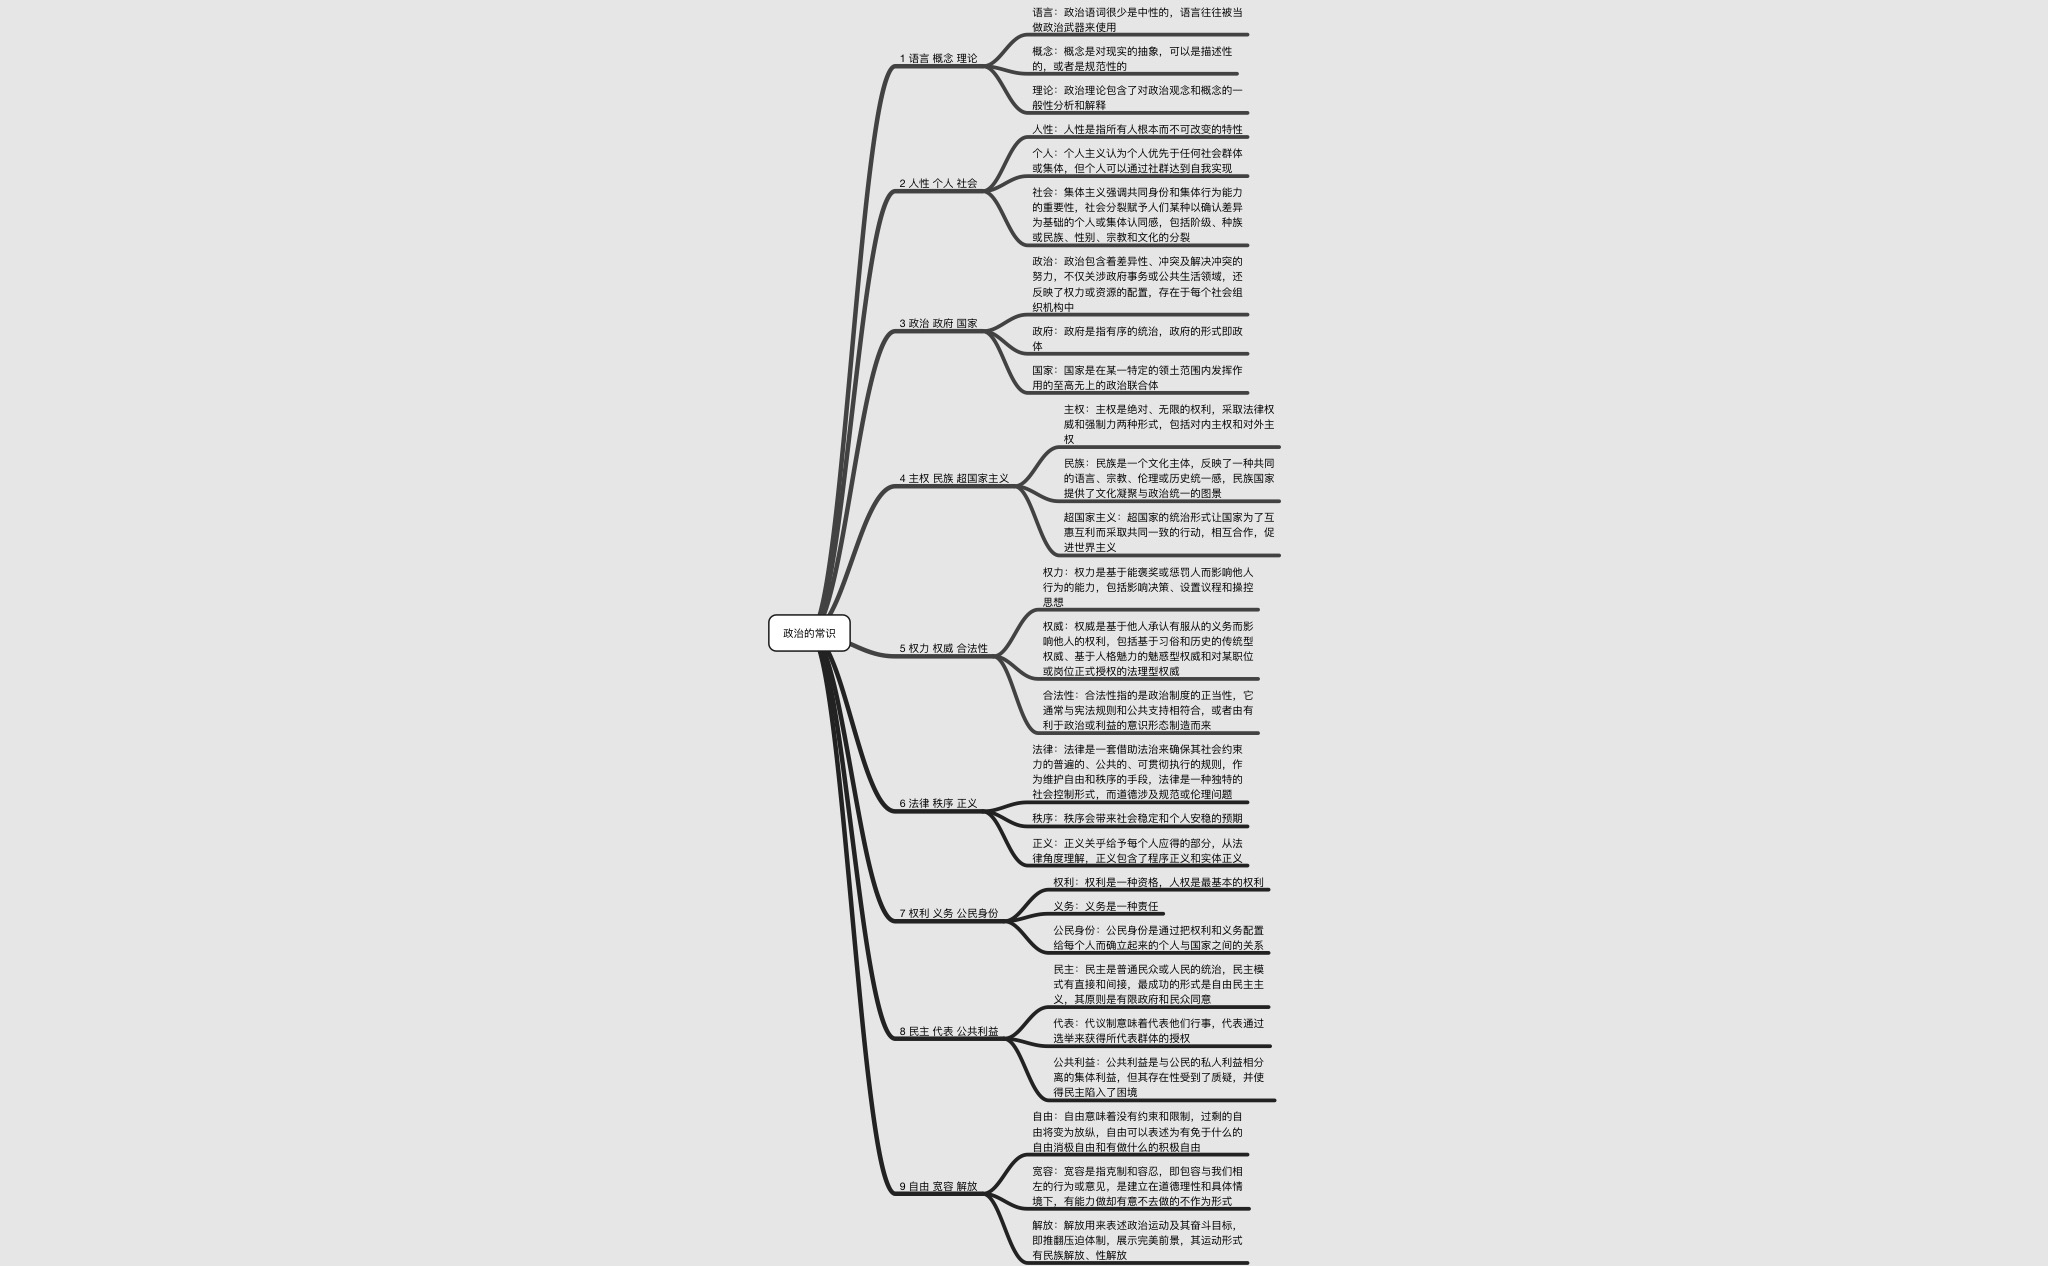 政治的常识
1 语言 概念 理论
语言：政治语词很少是中性的，语言往往被当
做政治武器来使用
概念：概念是对现实的抽象，可以是描述性
的，或者是规范性的
理论：政治理论包含了对政治观念和概念的一
般性分析和解释
2 人性 个人 社会
人性：人性是指所有人根本而不可改变的特性
个人：个人主义认为个人优先于任何社会群体
或集体，但个人可以通过社群达到自我实现
社会：集体主义强调共同身份和集体行为能力
的重要性，社会分裂赋予人们某种以确认差异
为基础的个人或集体认同感，包括阶级、种族
或民族、性别、宗教和文化的分裂
3 政治 政府 国家
政治：政治包含着差异性、冲突及解决冲突的
努力，不仅关涉政府事务或公共生活领域，还
反映了权力或资源的配置，存在于每个社会组
织机构中
政府：政府是指有序的统治，政府的形式即政
体
国家：国家是在某一特定的领土范围内发挥作
用的至高无上的政治联合体
4 主权 民族 超国家主义
主权：主权是绝对、无限的权利，采取法律权
威和强制力两种形式，包括对内主权和对外主
权
民族：民族是一个文化主体，反映了一种共同
的语言、宗教、伦理或历史统一感，民族国家
提供了文化凝聚与政治统一的图景
超国家主义：超国家的统治形式让国家为了互
惠互利而采取共同一致的行动，相互合作，促
进世界主义
5 权力 权威 合法性
权力：权力是基于能褒奖或惩罚人而影响他人
行为的能力，包括影响决策、设置议程和操控
思想
权威：权威是基于他人承认有服从的义务而影
响他人的权利，包括基于习俗和历史的传统型
权威、基于人格魅力的魅惑型权威和对某职位
或岗位正式授权的法理型权威
合法性：合法性指的是政治制度的正当性，它
通常与宪法规则和公共支持相符合，或者由有
利于政治或利益的意识形态制造而来
6 法律 秩序 正义
法律：法律是一套借助法治来确保其社会约束
力的普遍的、公共的、可贯彻执行的规则，作
为维护自由和秩序的手段，法律是一种独特的
社会控制形式，而道德涉及规范或伦理问题
秩序：秩序会带来社会稳定和个人安稳的预期
正义：正义关乎给予每个人应得的部分，从法
律角度理解，正义包含了程序正义和实体正义
7 权利 义务 公民身份
权利：权利是一种资格，人权是最基本的权利
义务：义务是一种责任
公民身份：公民身份是通过把权利和义务配置
给每个人而确立起来的个人与国家之间的关系
8 民主 代表 公共利益
民主：民主是普通民众或人民的统治，民主模
式有直接和间接，最成功的形式是自由民主主
义，其原则是有限政府和民众同意
代表：代议制意味着代表他们行事，代表通过
选举来获得所代表群体的授权
公共利益：公共利益是与公民的私人利益相分
离的集体利益，但其存在性受到了质疑，并使
得民主陷入了困境
9 自由 宽容 解放
自由：自由意味着没有约束和限制，过剩的自
由将变为放纵，自由可以表述为有免于什么的
自由消极自由和有做什么的积极自由
宽容：宽容是指克制和容忍，即包容与我们相
左的行为或意见，是建立在道德理性和具体情
境下，有能力做却有意不去做的不作为形式
解放：解放用来表述政治运动及其奋斗目标，
即推翻压迫体制，展示完美前景，其运动形式
有民族解放、性解放